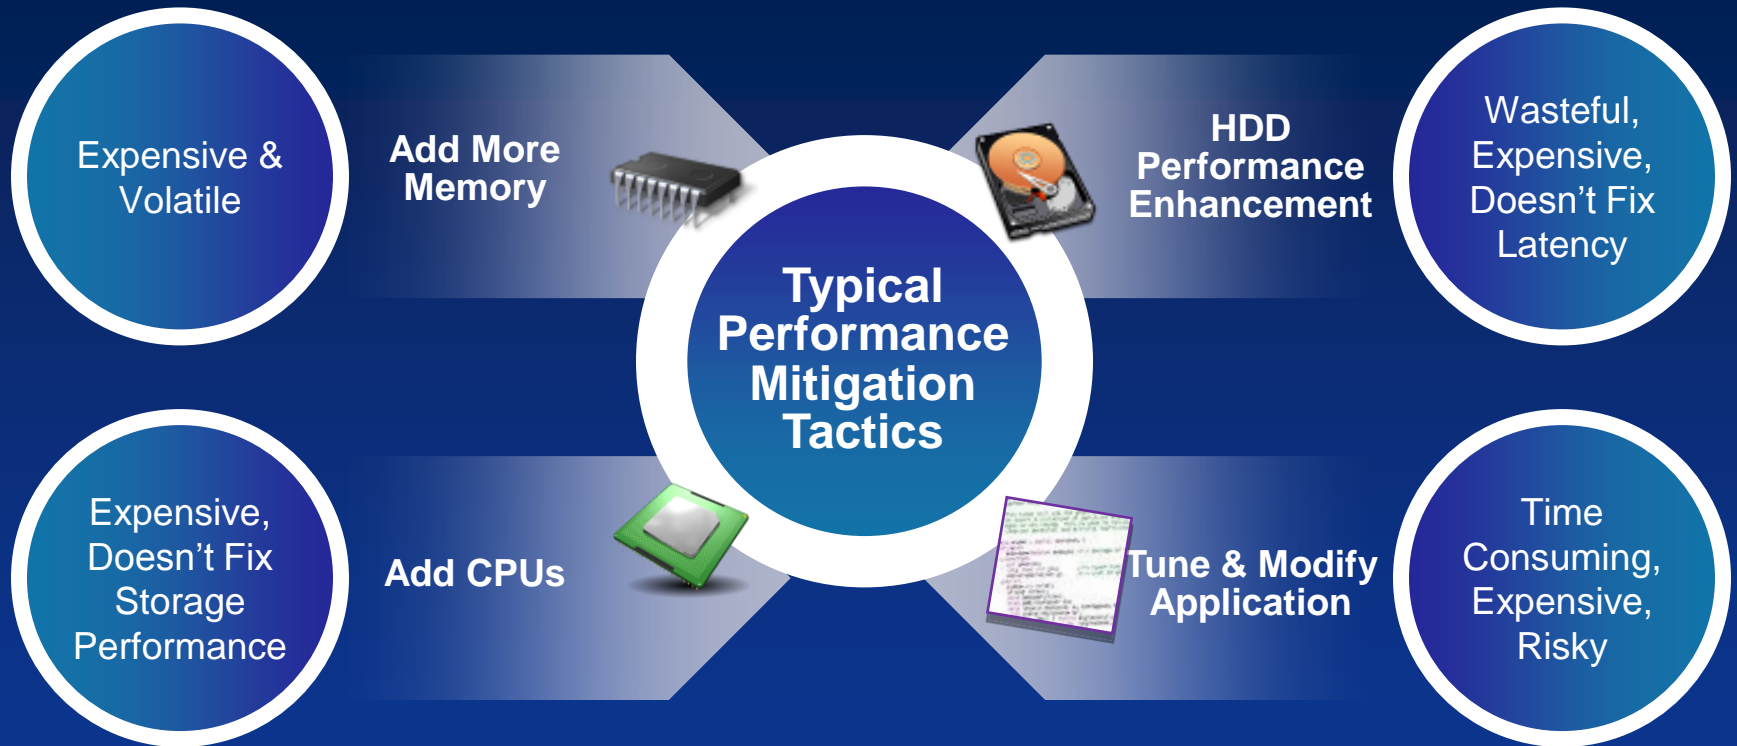 Expensive &
Volatile
Add More
Memory
HDD
Performance
Enhancement
Wasteful,
Expensive,
Doesn’t Fix
Latency
Typical
Performance
Mitigation
Tactics
Expensive,
Doesn’t Fix
Storage
Performance
Add CPUs
Tune & Modify
Application
Time
Consuming,
Expensive,
Risky